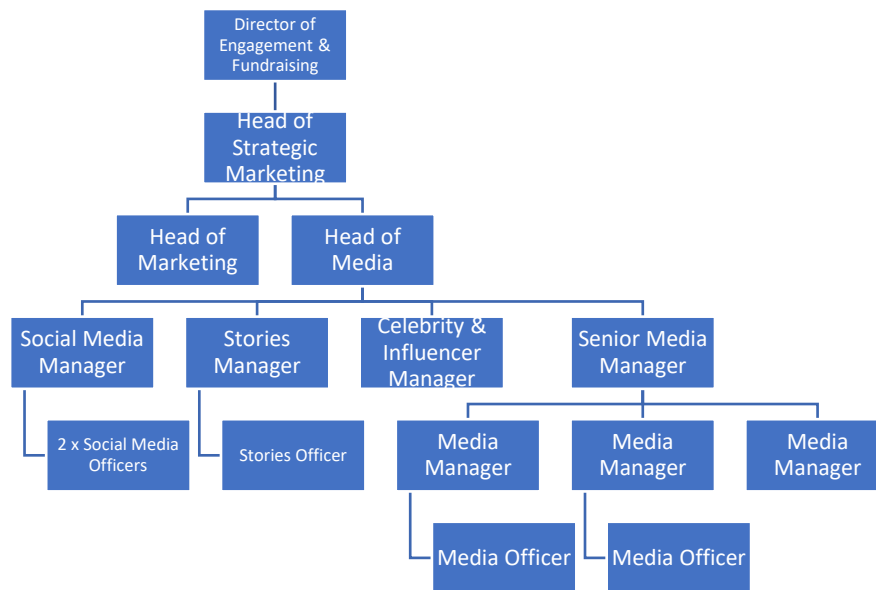 Director of
Engagement &
Fundraising
Head of
Strategic
Marketing
Head of
Marketing
Head of
Media
Social Media
Manager
Stories
Manager
Celebrity &
Influencer
Manager
Senior Media
Manager
2 x Social Media
Officers
Stories Officer
Media
Manager
Media
Manager
Media
Manager
Media Officer
Media Officer